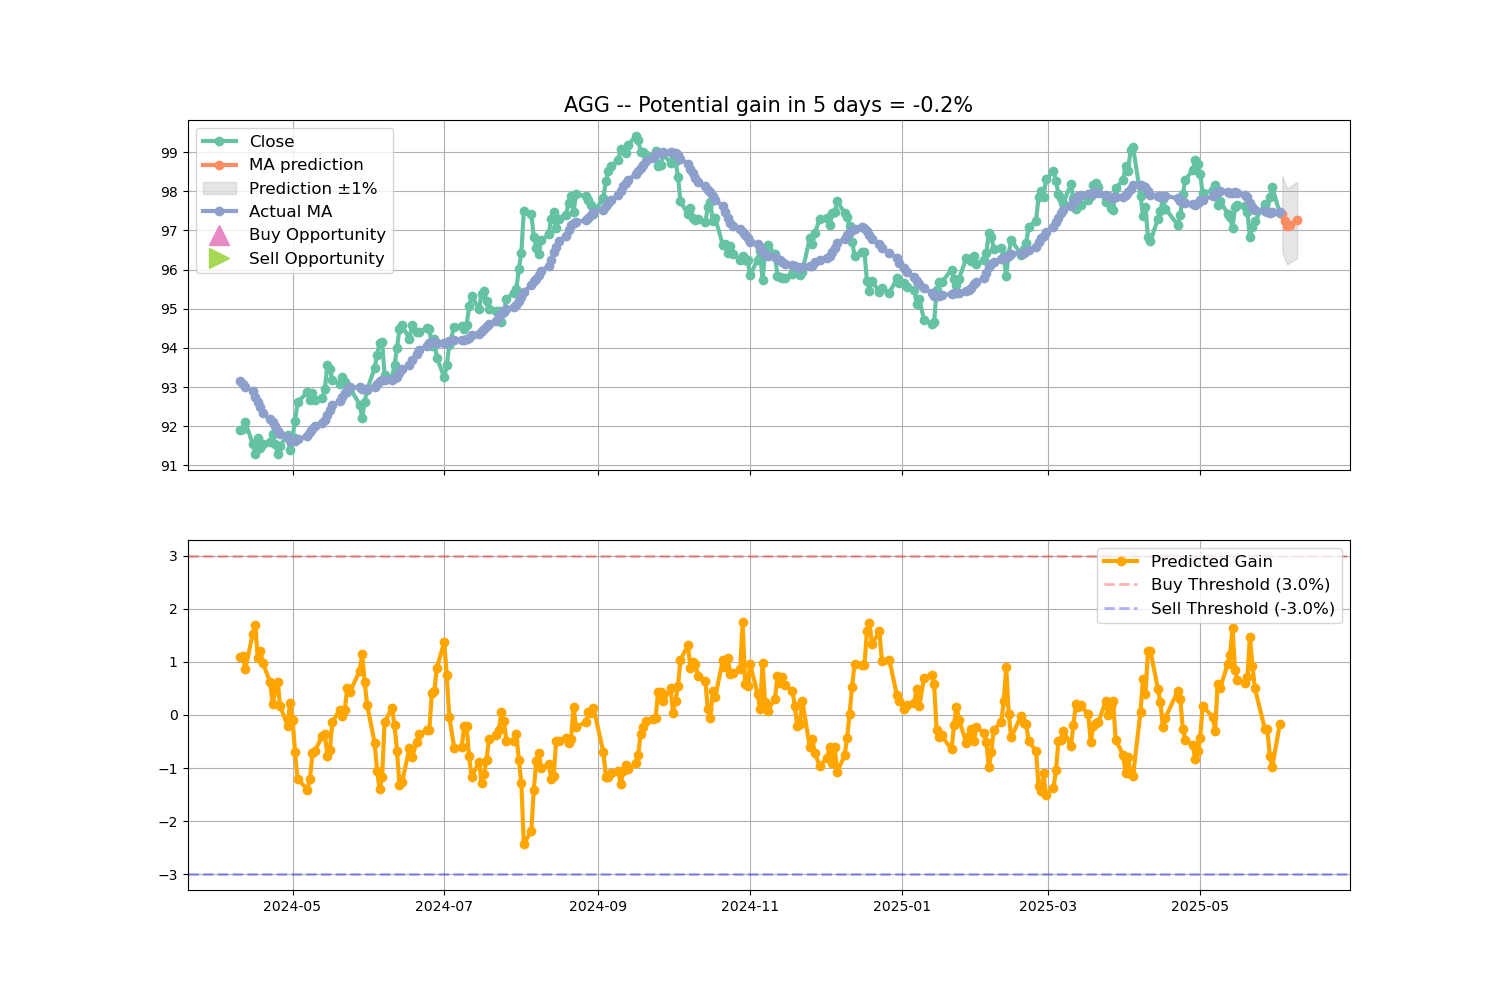 AGG -- Potential gain in 5 days = -0.2%
Close
MA prediction
Prediction ±1%
Actual MA
Buy Opportunity
Sell Opportunity
99
98
97
96
95
94
93
92
91
Predicted Gain
Buy Threshold (3.0%)
Sell Threshold (-3.0%)
3
2
1
0
−1
−2
−3
2024-05
2024-07
2024-09
2024-11
2025-01
2025-03
2025-05